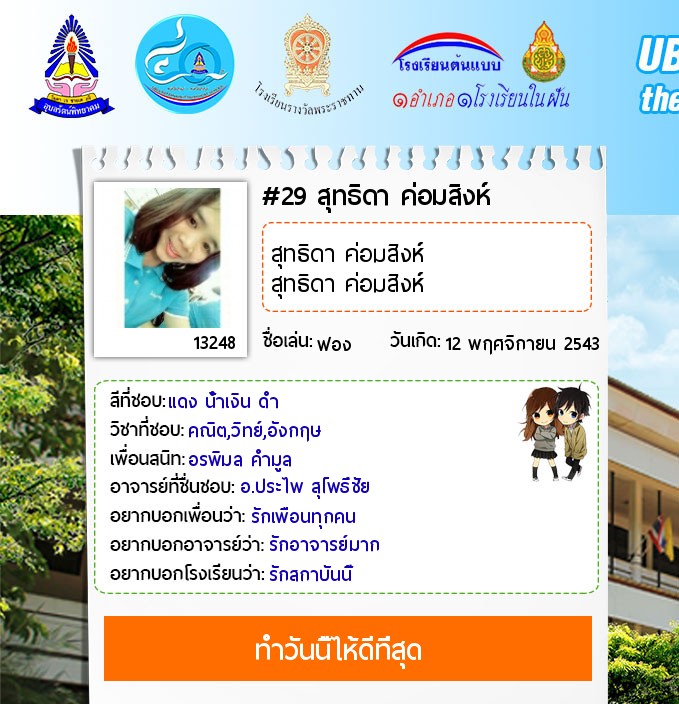 อุบลรัตน์พิทยาคม
โรงเรียนรางวัลพระราชทาน
โรงเรียนต้นแบบ
๑อำเภอ๑โรงเรียนในฝัน
UB
the
#29 สุทธิดา ค่อมสิงห์
สุทธิดา ค่อมสิงห์
สุทธิดา ค่อมสิงห์
13248
ชื่อเล่น: ฟอง วันเกิด: 12 พฤศจิกายน 2543
สีที่ชอบ: แดง น้ำเงิน ดำ
วิชาที่ชอบ: คณิต,วิทย์,อังกฤษ
เพื่อนสนิท: อรพิมล คำมูล
อาจารย์ที่ชื่นชอบ: อ.ประไพ สุโพธิ์ชัย
อยากบอกเพื่อนว่า: รักเพื่อนทุกคน
อยากบอกอาจารย์ว่า: รักอาจารย์มาก
อยากบอกโรงเรียนว่า: รักสถาบันนี้
ทำวันนี้ให้ดีที่สุด